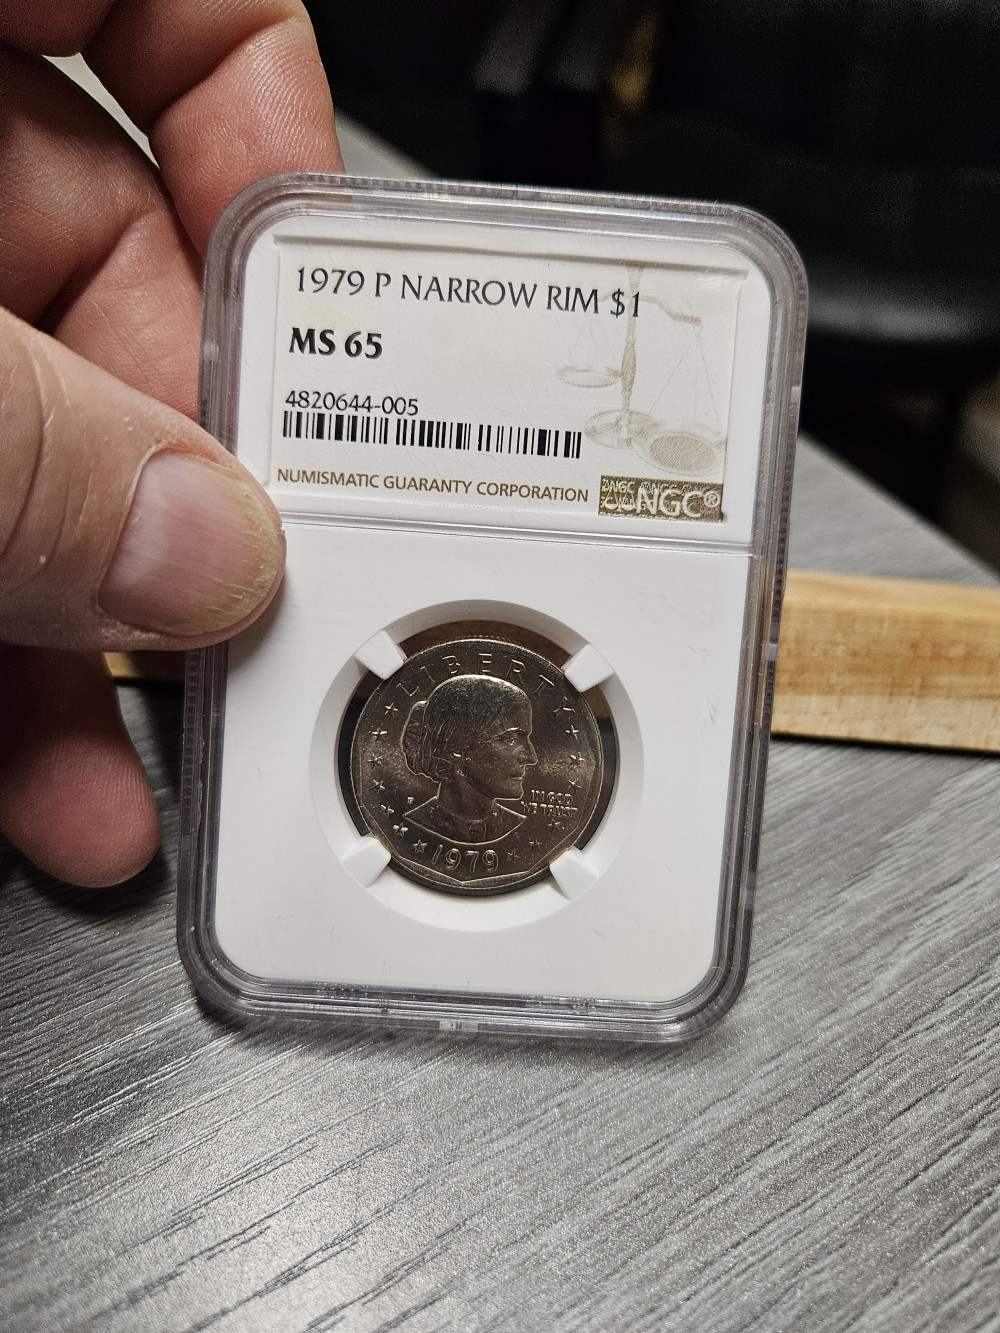 1979 P NARROW RIM $1
MS 65
4820644-005
NUMISMATIC GUARANTY CORPORATION
NGC®
LIBERTY
P
IN GOD
WE TRUST
1979